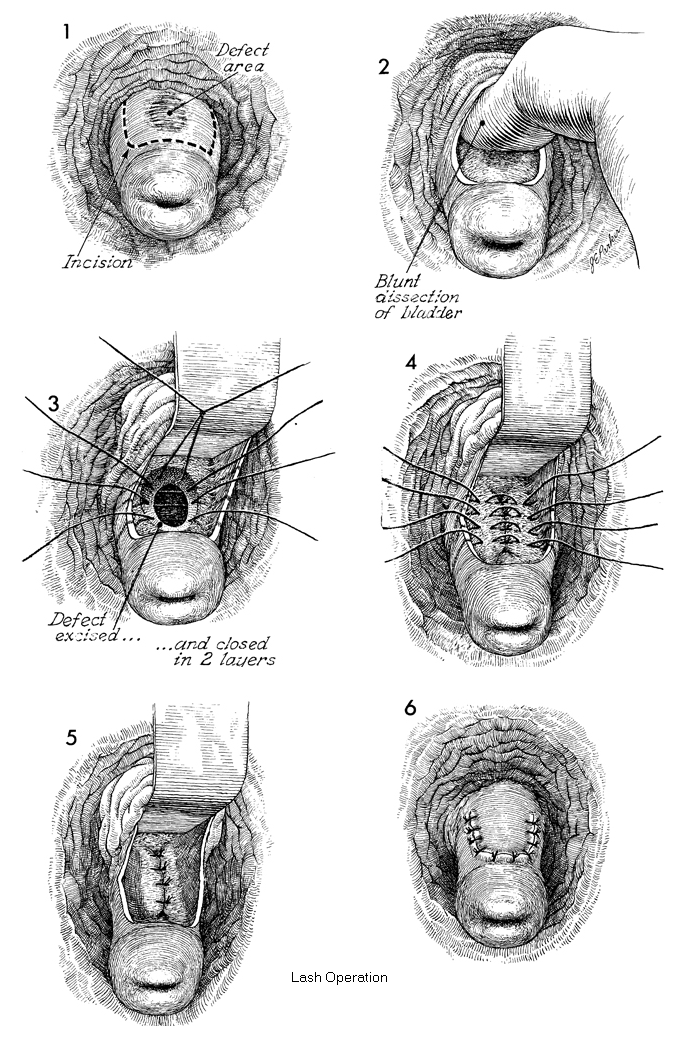 1
Defect
area
Incision
2
Blunt
dissection
of bladder
3
Defect
excised...
...and closed
in 2 layers
4
5
6
Lash Operation